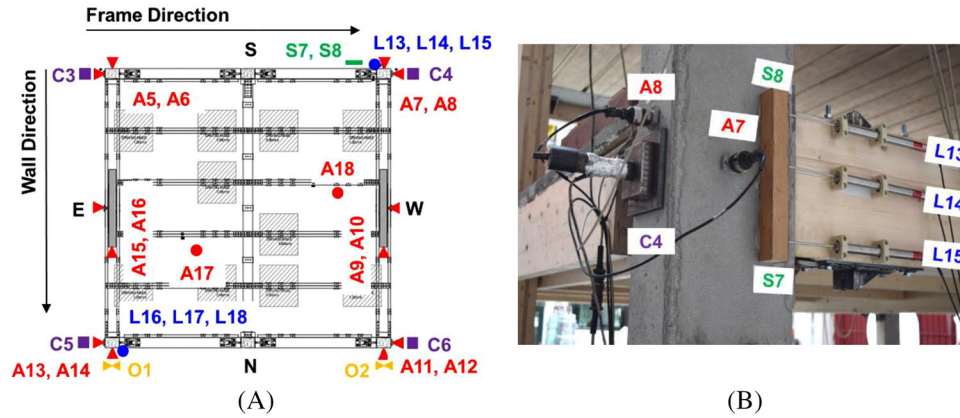 Frame Direction
Wall Direction
S
S7, S8
L13, L14, L15
C3
C4
A5, A6
A7, A8
A18
E
W
A15, A16
A17
A9, A10
L16, L17, L18
C5
C6
A13, A14
O1
N
O2
A11, A12
(A)
A8
S8
A7
L13
L14
C4
L15
S7
(B)